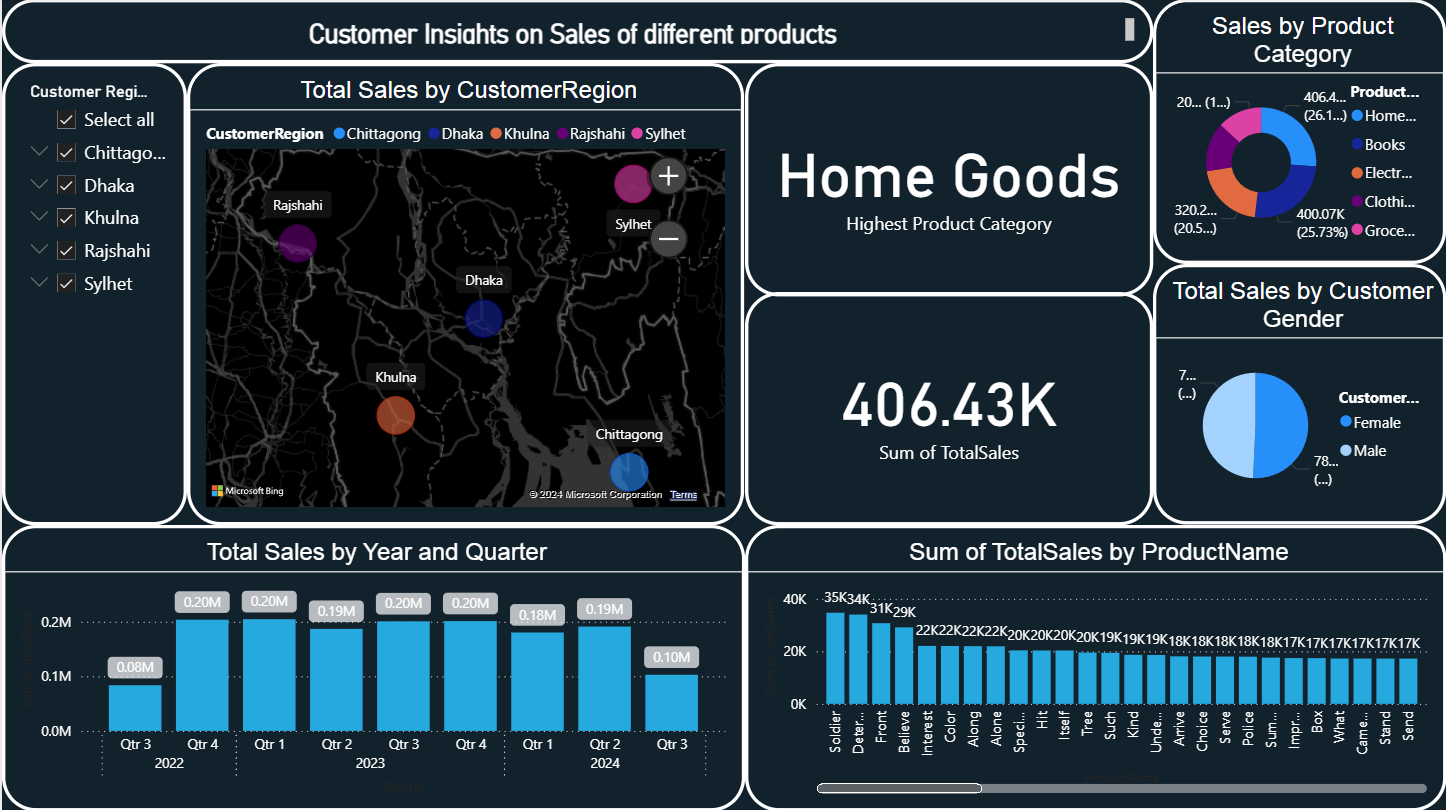 Customer Insights on Sales of different products
Customer Regi...
Select all
Chittago...
Dhaka
Khulna
Rajshahi
Sylhet
Total Sales by CustomerRegion
CustomerRegion Chittagong Dhaka Khulna Rajshahi Sylhet
Rajshahi
Sylhet
Dhaka
Khulna
Chittagong
Microsoft Bing
© 2024 Microsoft Corporation Terms
Home Goods
Highest Product Category
406.43K
Sum of TotalSales
Sales by Product
Category
20... (1...)
406.4...
(26.1...)
320.2...
(20.5...)
400.07K
(25.73%)
Product...
Home...
Books
Electr...
Clothi...
Groce...
Total Sales by Customer
Gender
7...
(...)
78...
(...)
Customer...
Female
Male
Total Sales by Year and Quarter
0.2M
0.1M
0.0M
0.08M 0.20M 0.20M 0.19M 0.20M 0.20M 0.18M 0.19M 0.10M
Qtr 3 Qtr 4 Qtr 1 Qtr 2 Qtr 3 Qtr 4 Qtr 1 Qtr 2 Qtr 3
2022 2023 2024
Quarter
Sum of TotalSales by ProductName
40K
20K
0K
35K 34K 31K 29K 22K 22K 22K 22K 20K 20K 20K 20K 19K 19K 19K 18K 18K 18K 18K 18K 17K 17K 17K 17K 17K 17K
Soldier
Deter...
Front
Believe
Interest
Color
Along
Alone
Speci...
Hit
Itself
Tree
Such
Kind
Unde...
Arrive
Choice
Serve
Police
Sum...
Impr...
Box
What
Came...
Stand
Send
ProductName